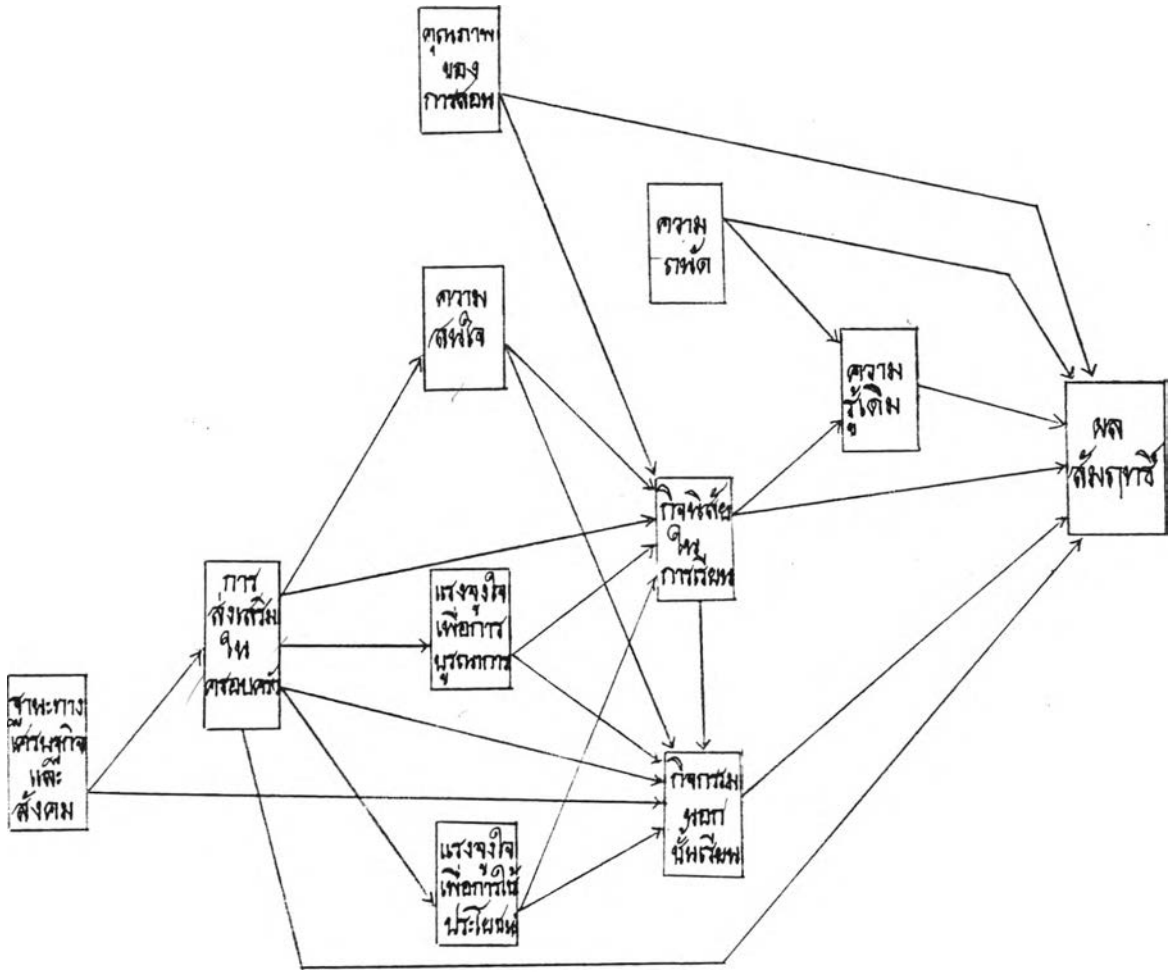 คุณภาพ
ของ
การสอน
ความ
ถนัด
ความ
สนใจ
ความ
รู้เดิม
ผล
สัมฤทธิ์
กิจนิสัย
ใน
การเรียน
การ
ส่งเสริม
ใน
ครอบครัว
แรงจูงใจ
เพื่อการ
บูรณาการ
ฐานะทาง
เศรษฐกิจ
และ
สังคม
กิจกรรม
นอก
ชั้นเรียน
แรงจูงใจ
เพื่อการใช้
ประโยชน์